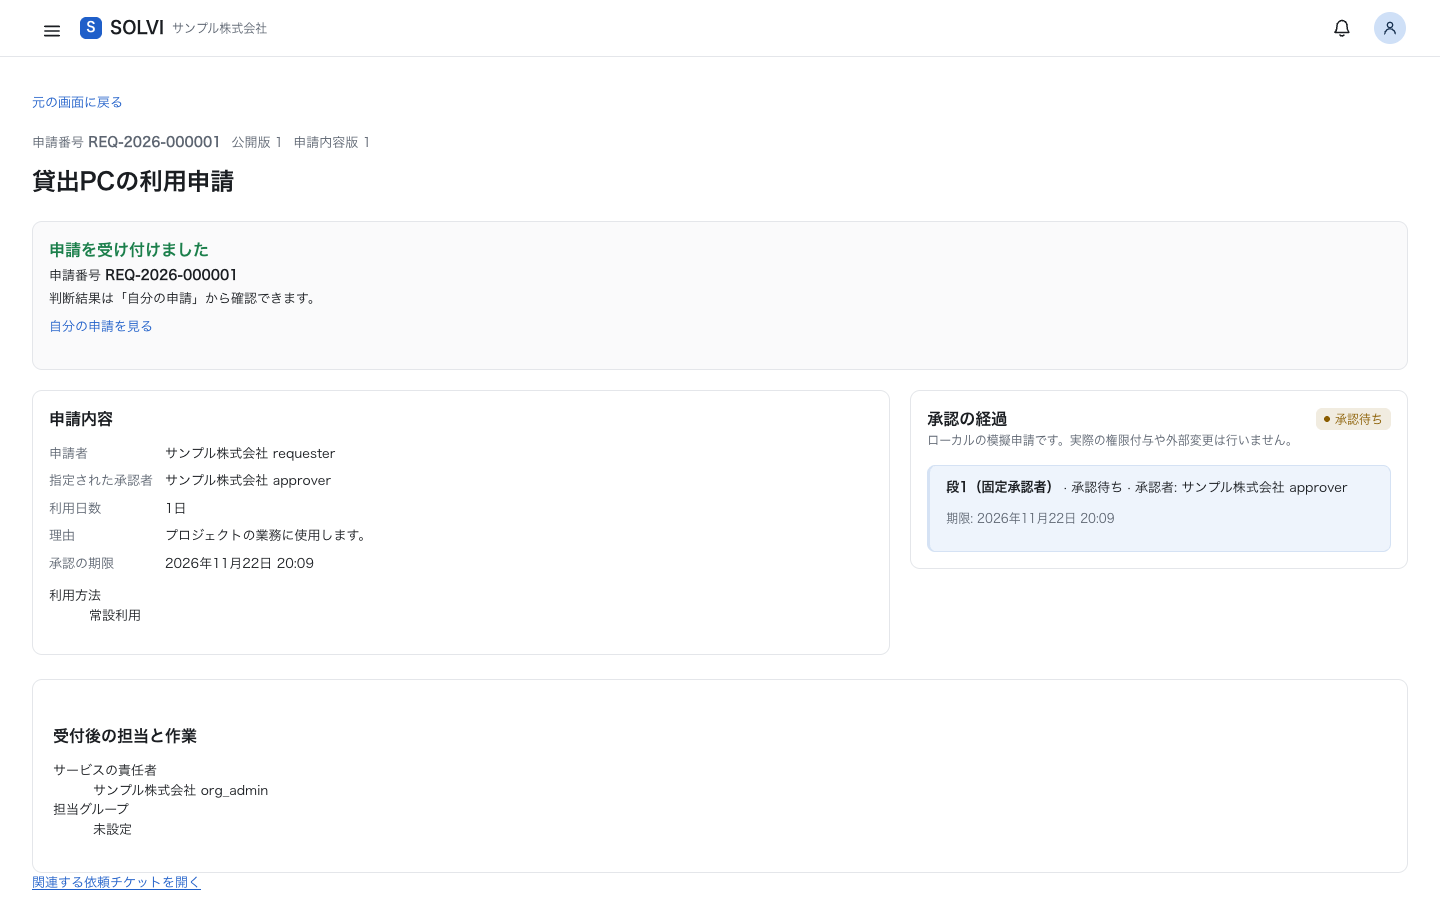 S SOLVI サンプル株式会社
元の画面に戻る
申請番号 REQ-2026-000001 公開版 1 申請内容版 1
貸出PCの利用申請
申請を受け付けました
申請番号 REQ-2026-000001
判断結果は「自分の申請」から確認できます。
自分の申請を見る
申請内容
申請者 サンプル株式会社 requester
指定された承認者 サンプル株式会社 approver
利用日数 1日
理由 プロジェクトの業務に使用します。
承認の期限 2026年11月22日 20:09
利用方法
常設利用
承認の経過 承認待ち
ローカルの模擬申請です。実際の権限付与や外部変更は行いません。
段1（固定承認者） · 承認待ち · 承認者: サンプル株式会社 approver
期限: 2026年11月22日 20:09
受付後の担当と作業
サービスの責任者
サンプル株式会社 org_admin
担当グループ
未設定
関連する依頼チケットを開く